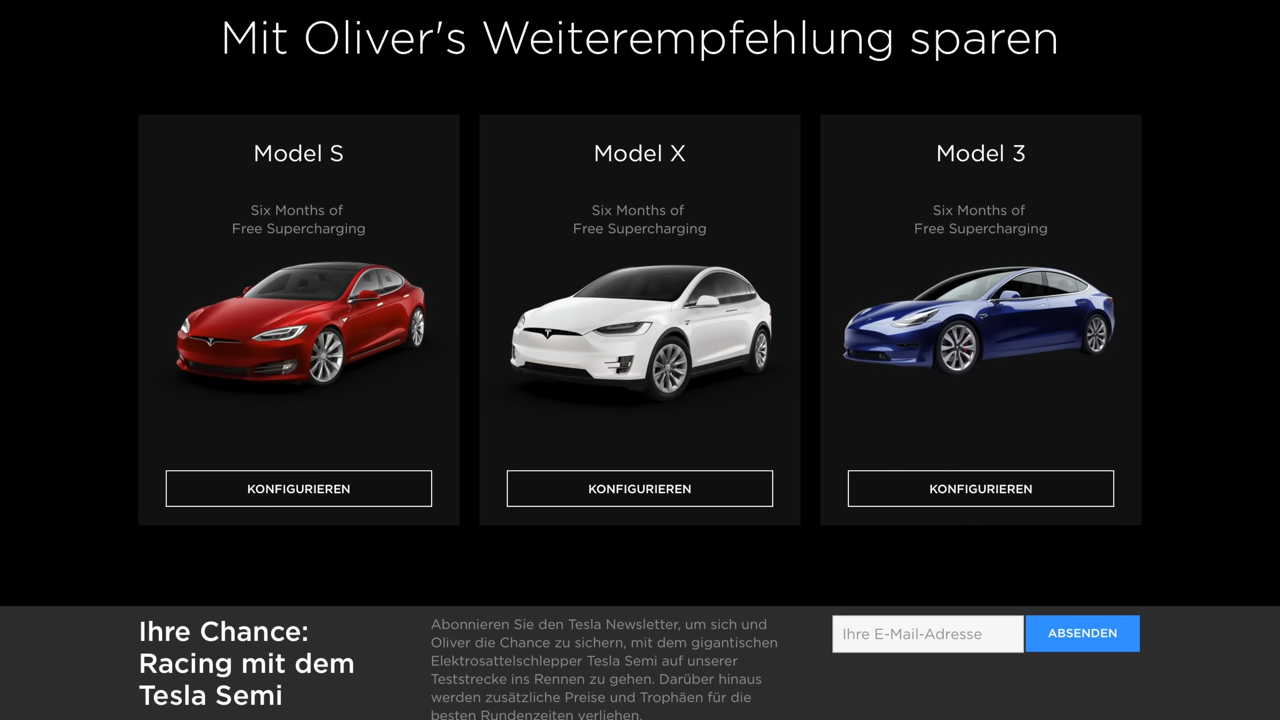 Mit Oliver's Weiterempfehlung sparen
Model S
Six Months of
Free Supercharging
KONFIGURIEREN
Model X
Six Months of
Free Supercharging
KONFIGURIEREN
Model 3
Six Months of
Free Supercharging
KONFIGURIEREN
Ihre Chance:
Racing mit dem
Tesla Semi
Abonnieren Sie den Tesla Newsletter, um sich und
Oliver die Chance zu sichern, mit dem gigantischen
Elektrosattelschlepper Tesla Semi auf unserer
Teststrecke ins Rennen zu gehen. Darüber hinaus
werden zusätzliche Preise und Trophäen für die
besten Rundenzeiten verliehen.
Ihre E-Mail-Adresse
ABSENDEN